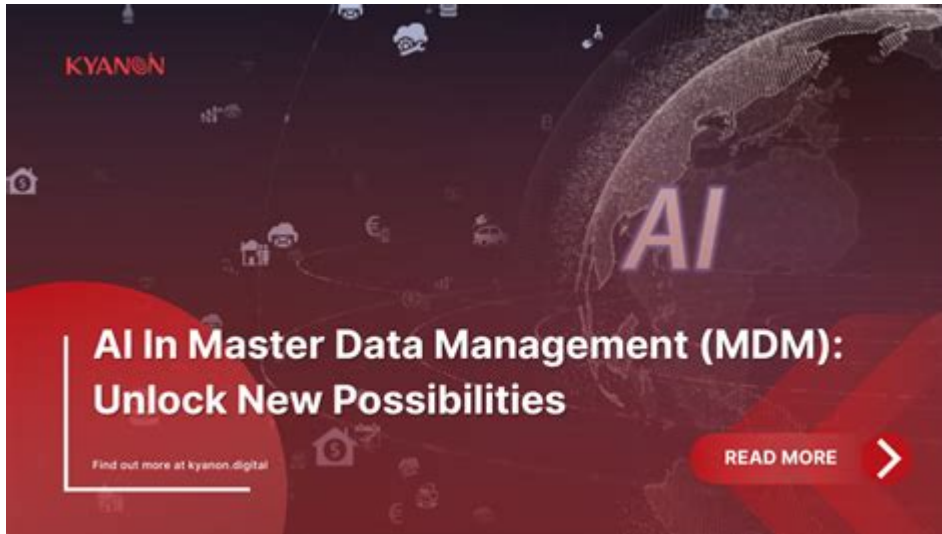 KYANON
AI
AI In Master Data Management (MDM):
Unlock New Possibilities
Find out more at kyanon.digital
READ MORE